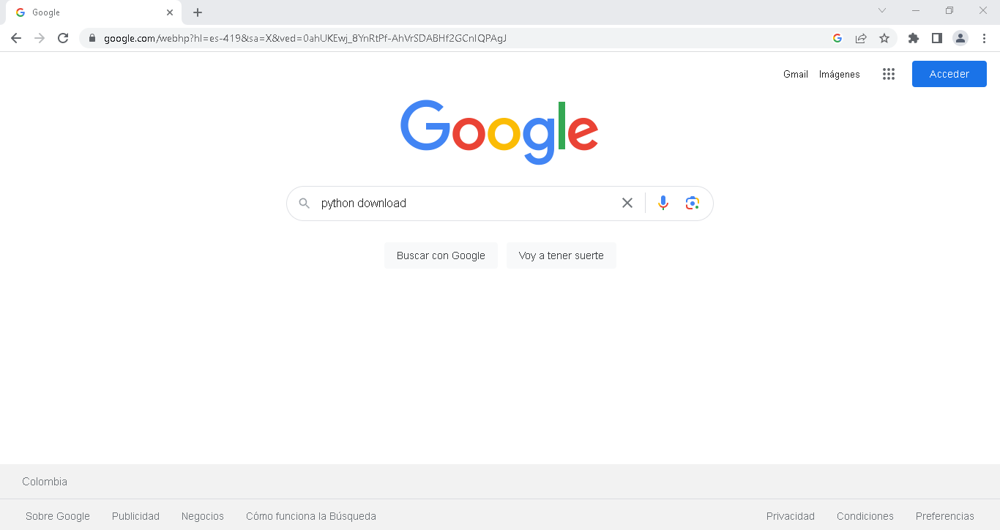 Google
google.com/webhp?hl=es-419&sa=X&ved=0ahUKEwj_8YnRtPf-AhVrSDABHf2GCnIQPAgJ
Gmail Imágenes Acceder
Google
python download
Buscar con Google Voy a tener suerte
Colombia
Sobre Google Publicidad Negocios Cómo funciona la Búsqueda Privacidad Condiciones Preferencias